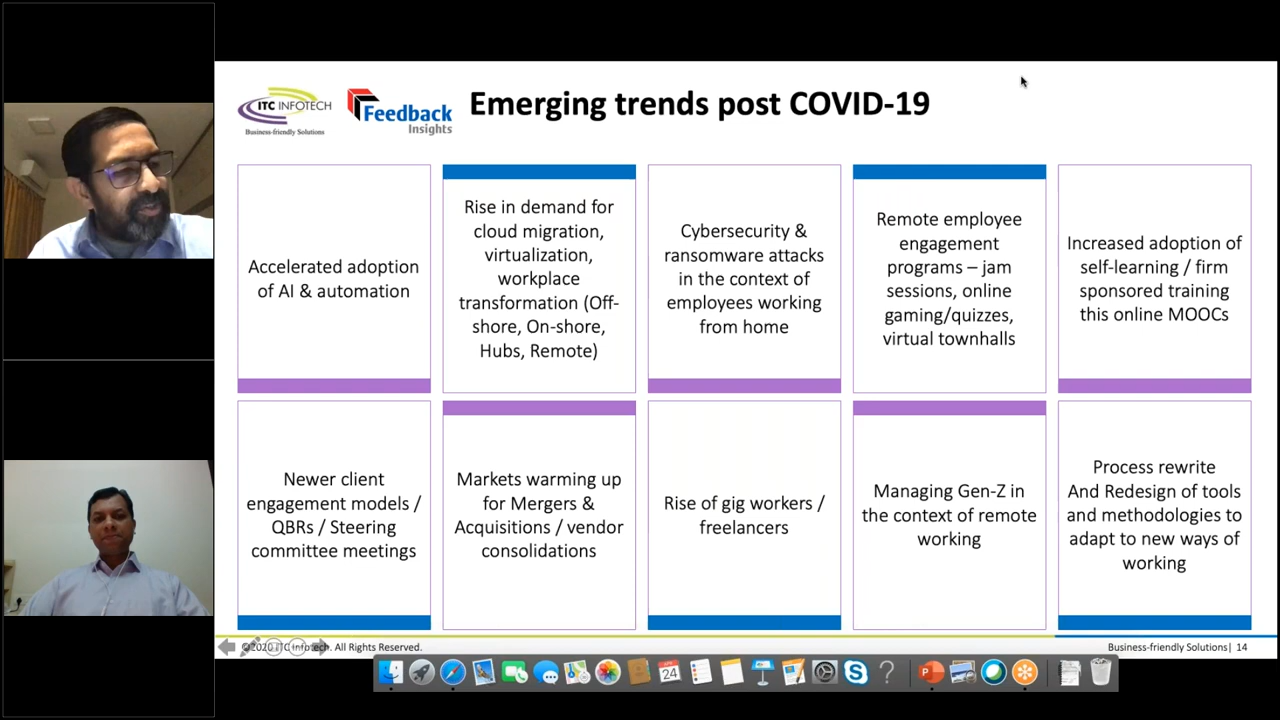 ITC INFOTECH
Business-friendly Solutions
Feedback
Insights
Emerging trends post COVID-19
Accelerated adoption
of AI & automation
Rise in demand for
cloud migration,
virtualization,
workplace
transformation (Off-
shore, On-shore,
Hubs, Remote)
Cybersecurity &
ransomware attacks
in the context of
employees working
from home
Remote employee
engagement
programs – jam
sessions, online
gaming/quizzes,
virtual townhalls
Increased adoption of
self-learning / firm
sponsored training
this online MOOCs
Newer client
engagement models /
QBRs / Steering
committee meetings
Markets warming up
for Mergers &
Acquisitions / vendor
consolidations
Rise of gig workers /
freelancers
Managing Gen-Z in
the context of remote
working
Process rewrite
And Redesign of tools
and methodologies to
adapt to new ways of
working
©2020 ITC Infotech. All Rights Reserved.
Business-friendly Solutions| 14
APR
24